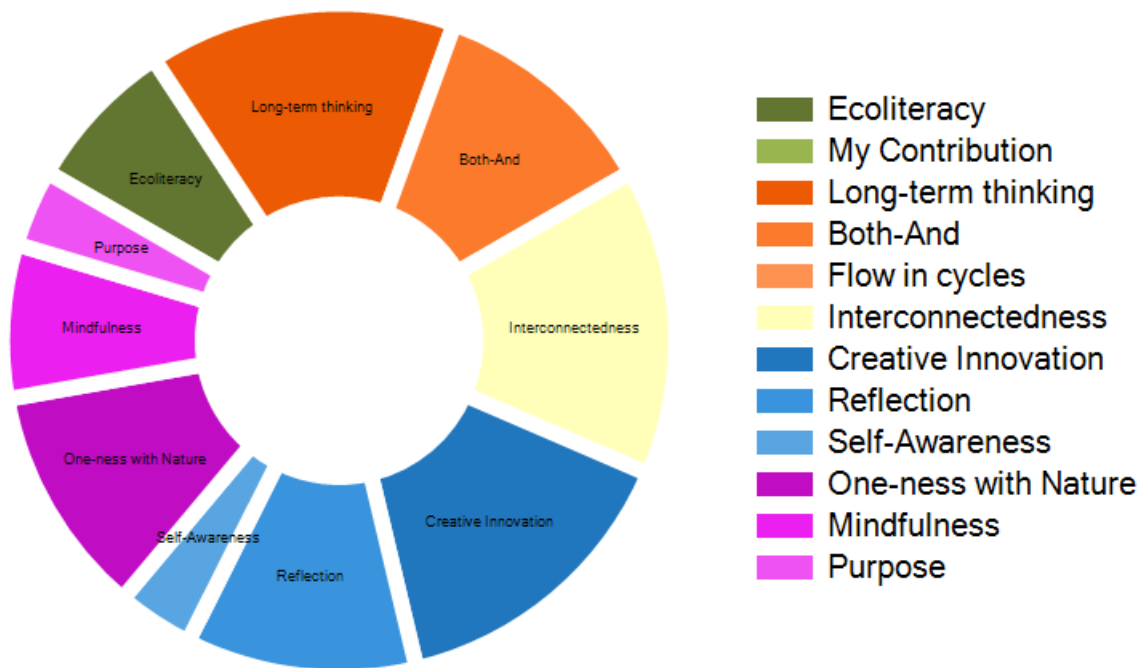 Long-term thinking
Both-And
Ecoliteracy
Purpose
Mindfulness
Interconnectedness
One-ness with Nature
Creative Innovation
Self-Awareness
Reflection
Ecoliteracy
My Contribution
Long-term thinking
Both-And
Flow in cycles
Interconnectedness
Creative Innovation
Reflection
Self-Awareness
One-ness with Nature
Mindfulness
Purpose